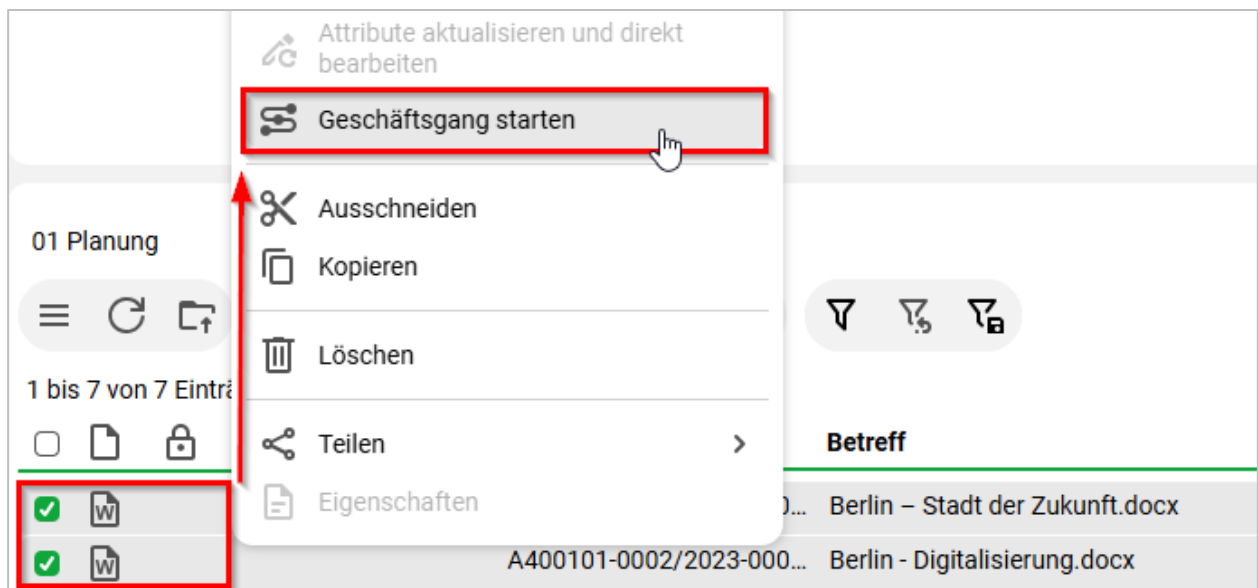 Attribute aktualisieren und direkt
bearbeiten
Geschäftsgang starten
Ausschneiden
01 Planung
Kopieren
Löschen
1 bis 7 von 7 Einträ
Teilen
Betreff
Eigenschaften
0... Berlin – Stadt der Zukunft.docx
A400101-0002/2023-000... Berlin - Digitalisierung.docx